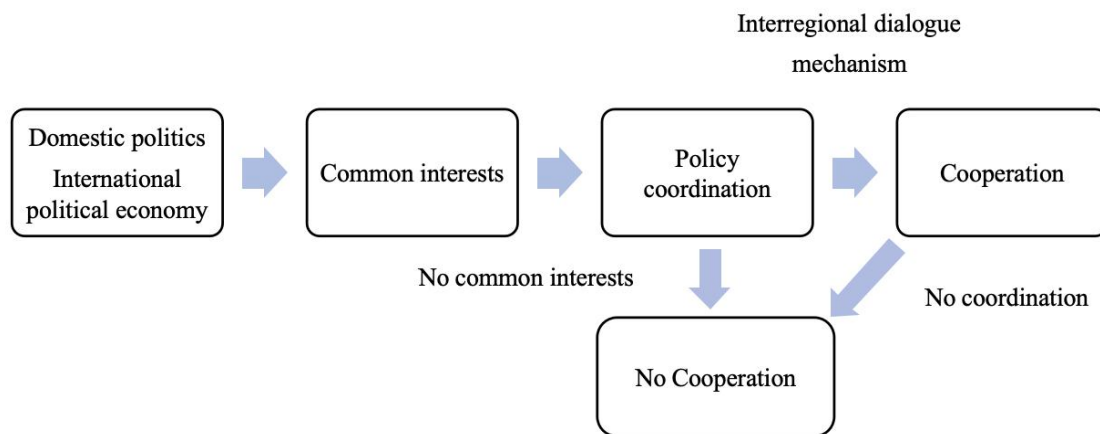 Interregional dialogue
mechanism
Domestic politics
International
political economy
Common interests
Policy
coordination
Cooperation
No common interests
No coordination
No Cooperation